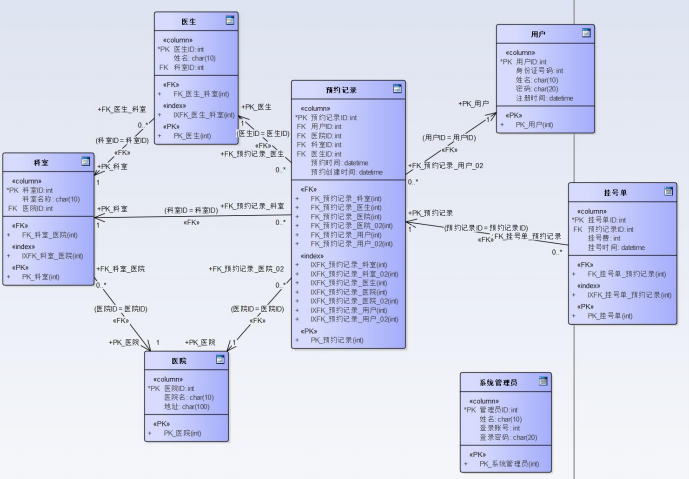 医生
«column»
*PK 医生ID: int
姓名: char(10)
FK 科室ID: int
«FK»
+ FK_医生_科室(int)
«index»
+ IXFK_医生_科室(int)
«PK»
+ PK_医生(int)
用户
«column»
*PK 用户ID: int
身份证号码: int
姓名: char(10)
密码: char(20)
注册时间: datetime
«PK»
+ PK_用户(int)
预约记录
«column»
*PK 预约记录ID: int
FK 用户ID: int
FK 医院ID: int
FK 科室ID: int
FK 医生ID: int
预约时间: datetime
预约创建时间: datetime
«FK»
+ FK_预约记录_科室(int)
+ FK_预约记录_医生(int)
+ FK_预约记录_医院(int)
+ FK_预约记录_医院_02(int)
+ FK_预约记录_用户(int)
+ FK_预约记录_用户_02(int)
«index»
+ IXFK_预约记录_科室(int)
+ IXFK_预约记录_科室_02(int)
+ IXFK_预约记录_医生(int)
+ IXFK_预约记录_医院(int)
+ IXFK_预约记录_医院_02(int)
+ IXFK_预约记录_用户(int)
+ IXFK_预约记录_用户_02(int)
«PK»
+ PK_预约记录(int)
科室
«column»
*PK 科室ID: int
科室名称: char(10)
FK 医院ID: int
«FK»
+ FK_科室_医院(int)
«index»
+ IXFK_科室_医院(int)
«PK»
+ PK_科室(int)
挂号单
«column»
*PK 挂号单ID: int
FK 预约记录ID: int
挂号费: int
挂号时间: datetime
«FK»
+ FK_挂号单_预约记录(int)
«index»
+ IXFK_挂号单_预约记录(int)
«PK»
+ PK_挂号单(int)
医院
«column»
*PK 医院ID: int
医院名: char(10)
地址: char(100)
«PK»
+ PK_医院(int)
系统管理员
«column»
*PK 管理员ID: int
姓名: char(10)
登录账号: int
登录密码: char(20)
«PK»
+ PK_系统管理员(int)
+FK_医生_科室
0..*
(科室ID = 科室ID)
«FK»
+PK_科室
1
+PK_医生
1
(医生ID = 医生ID)
«FK»
+FK_预约记录_医生
0..*
+PK_用户
1
(用户ID = 用户ID)
«FK»
+FK_预约记录_用户_02
0..*
+PK_科室
1
(科室ID = 科室ID)
«FK»
+FK_预约记录_科室
0..*
+PK_预约记录
1
(预约记录ID = 预约记录ID)
«FK»
+FK_挂号单_预约记录
0..*
+FK_科室_医院
0..*
(医院ID = 医院ID)
«FK»
+PK_医院
1
+FK_预约记录_医院_02
0..*
(医院ID = 医院ID)
«FK»
+PK_医院
1